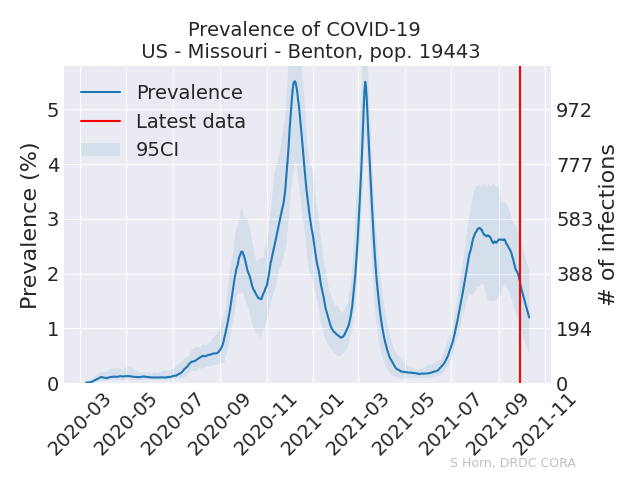 Prevalence of COVID-19
US - Missouri - Benton, pop. 19443
Prevalence
Latest data
95CI
Prevalence (%)
5
4
3
2
1
0
972
777
583
388
194
0
# of infections
2020-03
2020-05
2020-07
2020-09
2020-11
2021-01
2021-03
2021-05
2021-07
2021-09
2021-11
S Horn, DRDC CORA